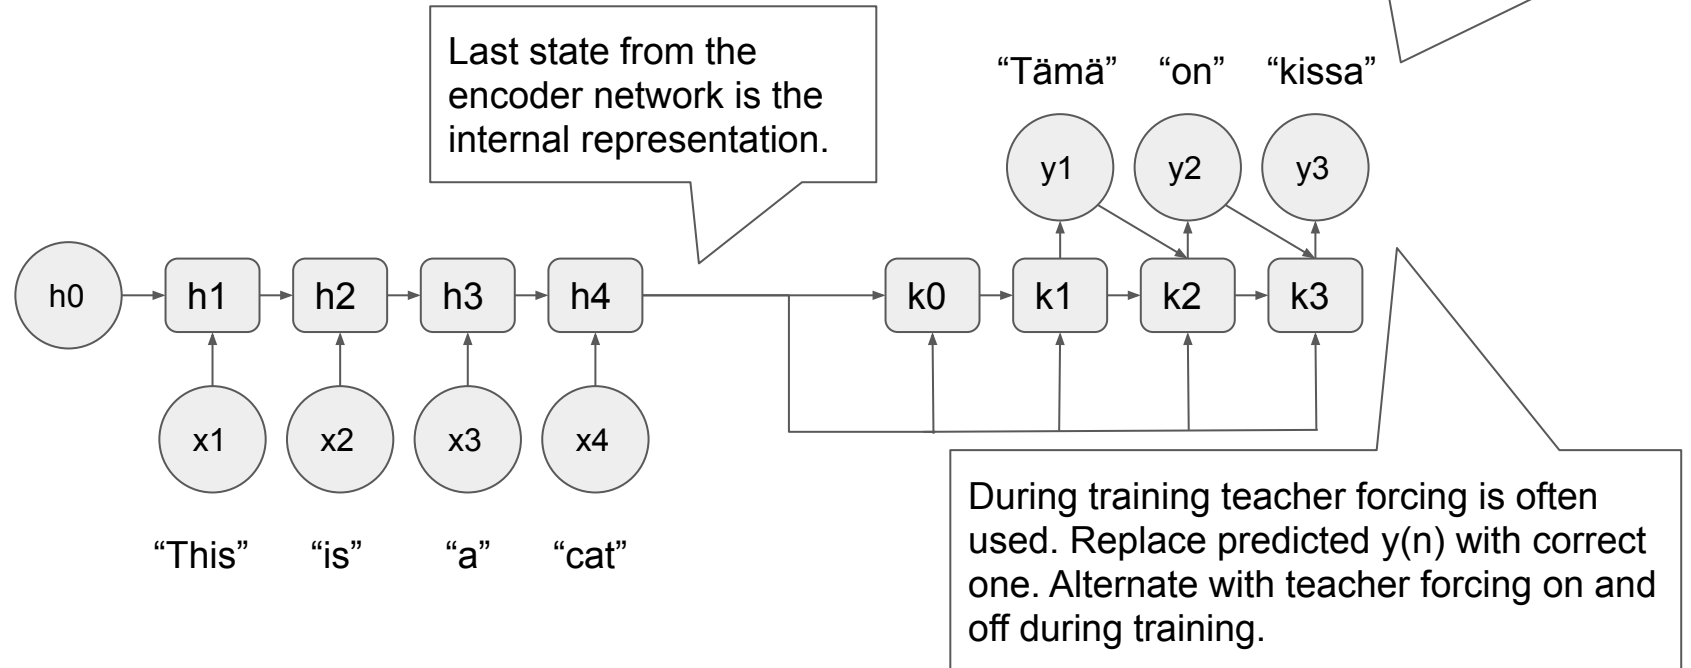 Last state from the
encoder network is the
internal representation.
“Tämä” “on” “kissa”
y1 y2 y3
h0 h1 h2 h3 h4 k0 k1 k2 k3
x1 x2 x3 x4
“This” “is” “a” “cat”
During training teacher forcing is often
used. Replace predicted y(n) with correct
one. Alternate with teacher forcing on and
off during training.